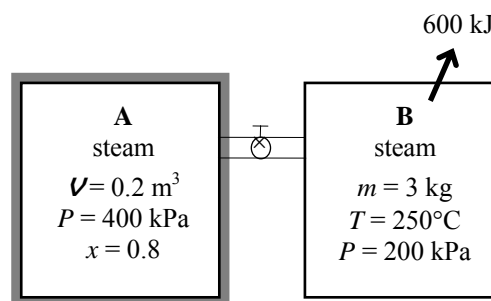 600 kJ
A
steam
V = 0.2 m³
P = 400 kPa
x = 0.8
B
steam
m = 3 kg
T = 250°C
P = 200 kPa